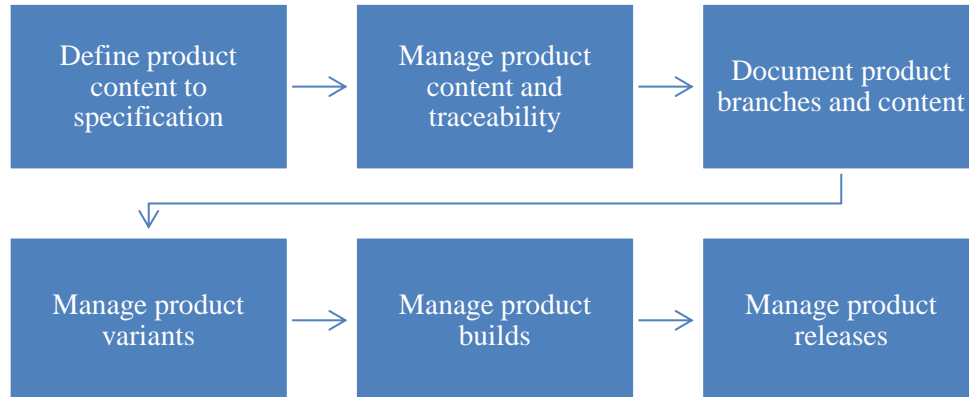 Define product
content to
specification
Manage product
content and
traceability
Document product
branches and content
Manage product
variants
Manage product
builds
Manage product
releases